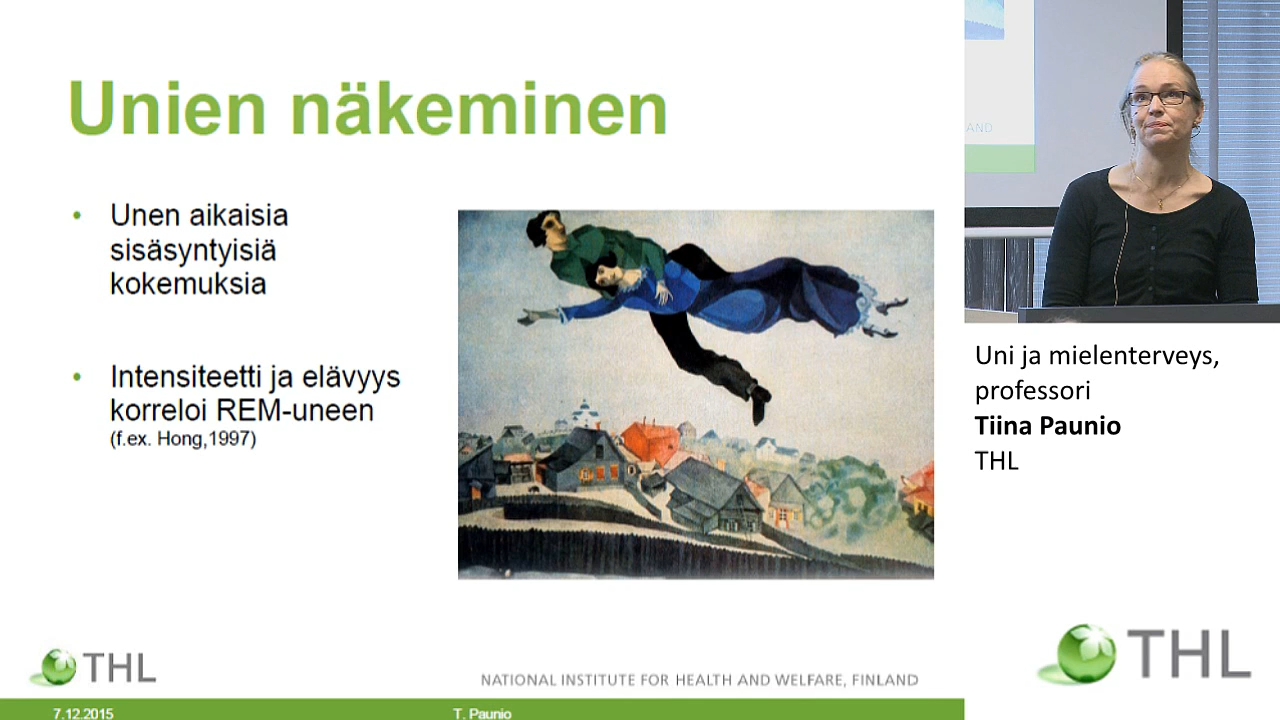 Unien näkeminen
• Unen aikaisia
sisäsyntyisiä
kokemuksia
• Intensiteetti ja elävyys
korreloi REM-uneen
(f.ex. Hong,1997)
THL
NATIONAL INSTITUTE FOR HEALTH AND WELFARE, FINLAND
7.12.2015
T. Paunio
AND
Uni ja mielenterveys,
professori
Tiina Paunio
THL
THL